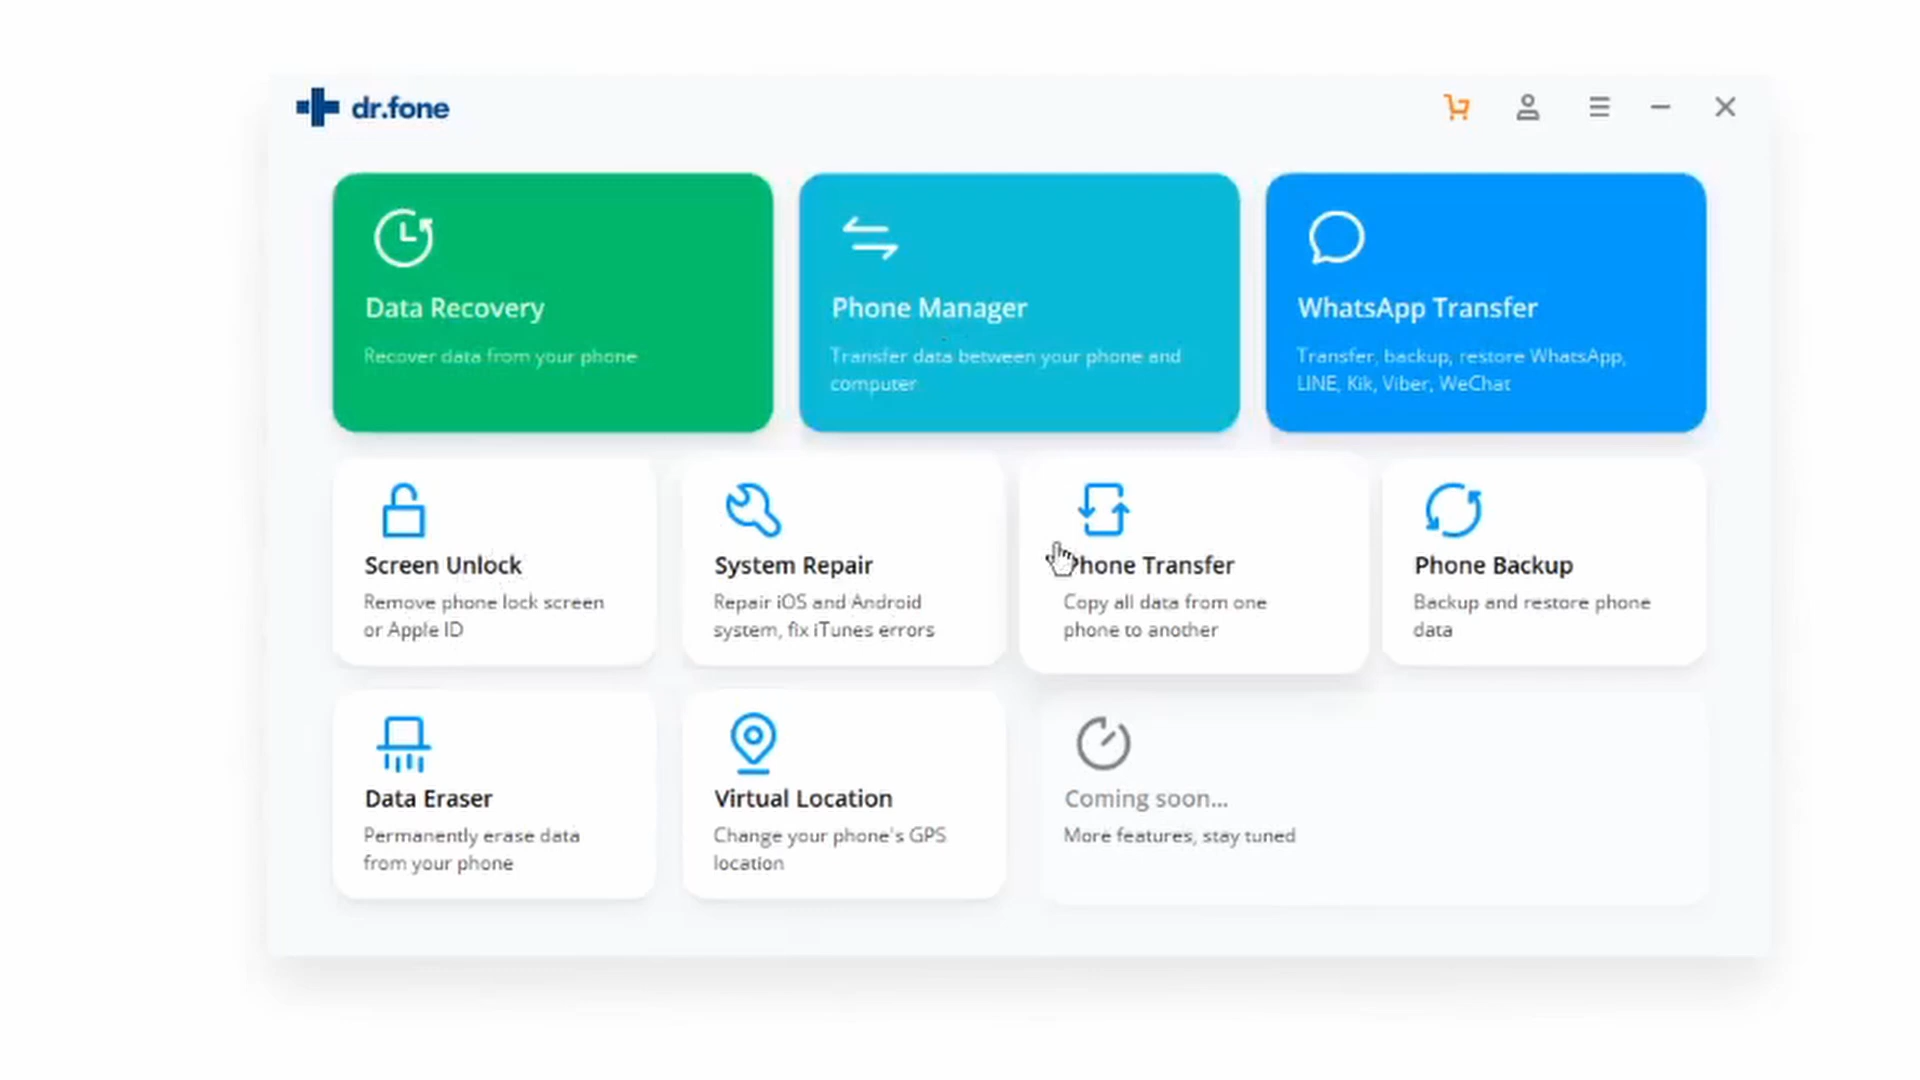 dr.fone
Data Recovery
Recover data from your phone
Phone Manager
Transfer data between your phone and
computer
WhatsApp Transfer
Transfer, backup, restore WhatsApp,
LINE, Kik, Viber, WeChat
Screen Unlock
Remove phone lock screen
or Apple ID
System Repair
Repair iOS and Android
system, fix iTunes errors
Phone Transfer
Copy all data from one
phone to another
Phone Backup
Backup and restore phone
data
Data Eraser
Permanently erase data
from your phone
Virtual Location
Change your phone's GPS
location
Coming soon...
More features, stay tuned